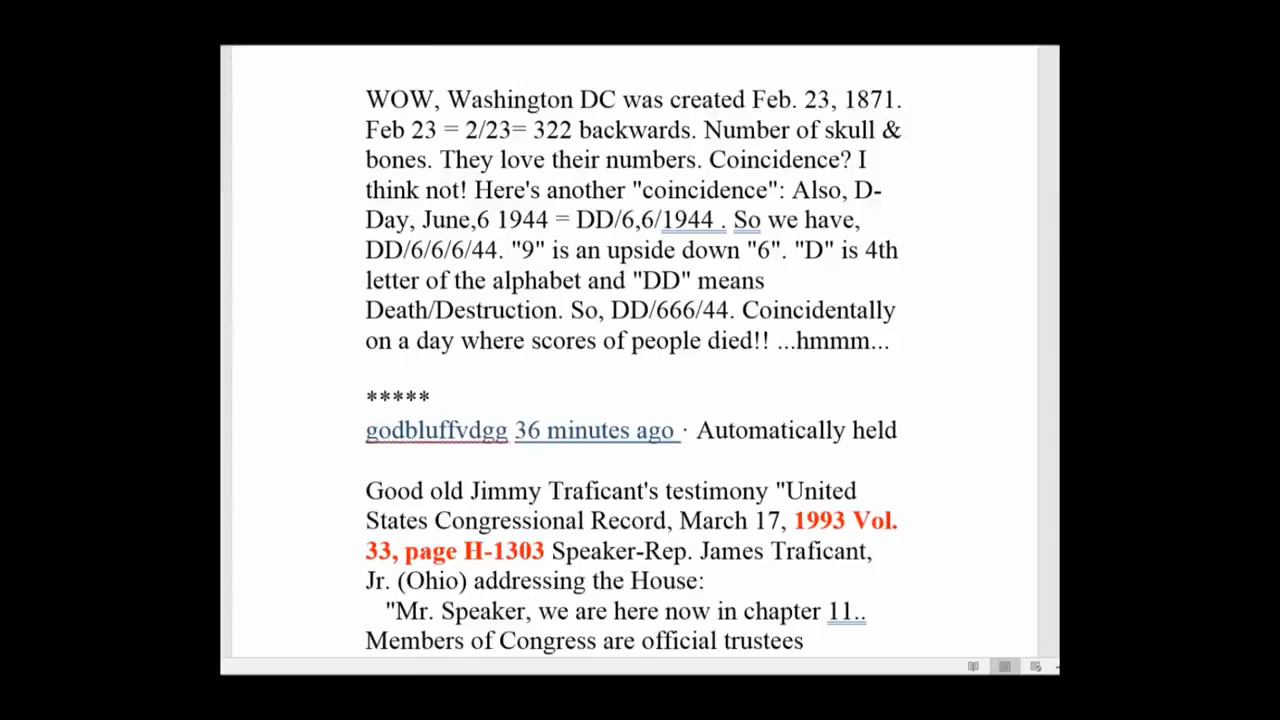 WOW, Washington DC was created Feb. 23, 1871.
Feb 23 = 2/23= 322 backwards. Number of skull &
bones. They love their numbers. Coincidence? I
think not! Here's another "coincidence": Also, D-
Day, June,6 1944 = DD/6,6/1944 . So we have,
DD/6/6/6/44. "9" is an upside down "6". "D" is 4th
letter of the alphabet and "DD" means
Death/Destruction. So, DD/666/44. Coincidentally
on a day where scores of people died!! ...hmmm...
*****
godbluffvdgg 36 minutes ago · Automatically held
Good old Jimmy Traficant's testimony "United
States Congressional Record, March 17, 1993 Vol.
33, page H-1303 Speaker-Rep. James Traficant,
Jr. (Ohio) addressing the House:
"Mr. Speaker, we are here now in chapter 11..
Members of Congress are official trustees